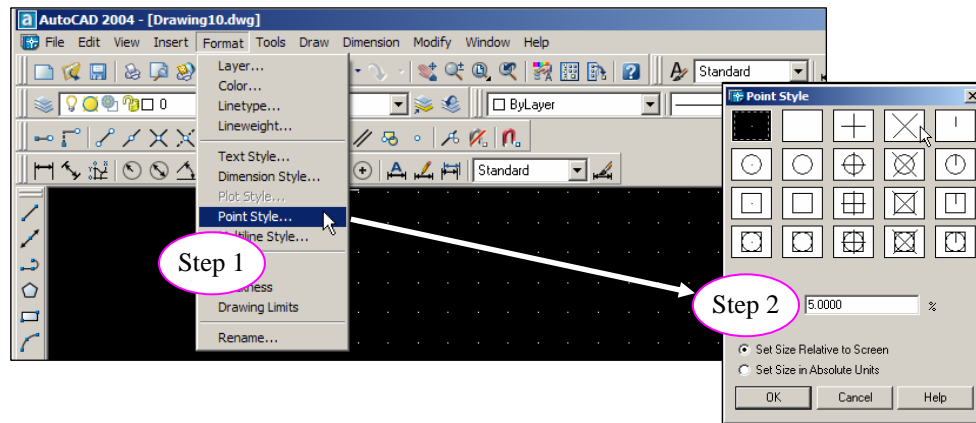 AutoCAD 2004 - [Drawing10.dwg]
File Edit View Insert Format Tools Draw Dimension Modify Window Help
Standard
0
ByLayer
Standard
Layer...
Color...
Linetype...
Lineweight...
Text Style...
Dimension Style...
Plot Style...
Point Style...
Style...
Drawing Limits
Rename...
Step 1
Point Style
Step 2
5.0000 %
Set Size Relative to Screen
Set Size in Absolute Units
OK Cancel Help